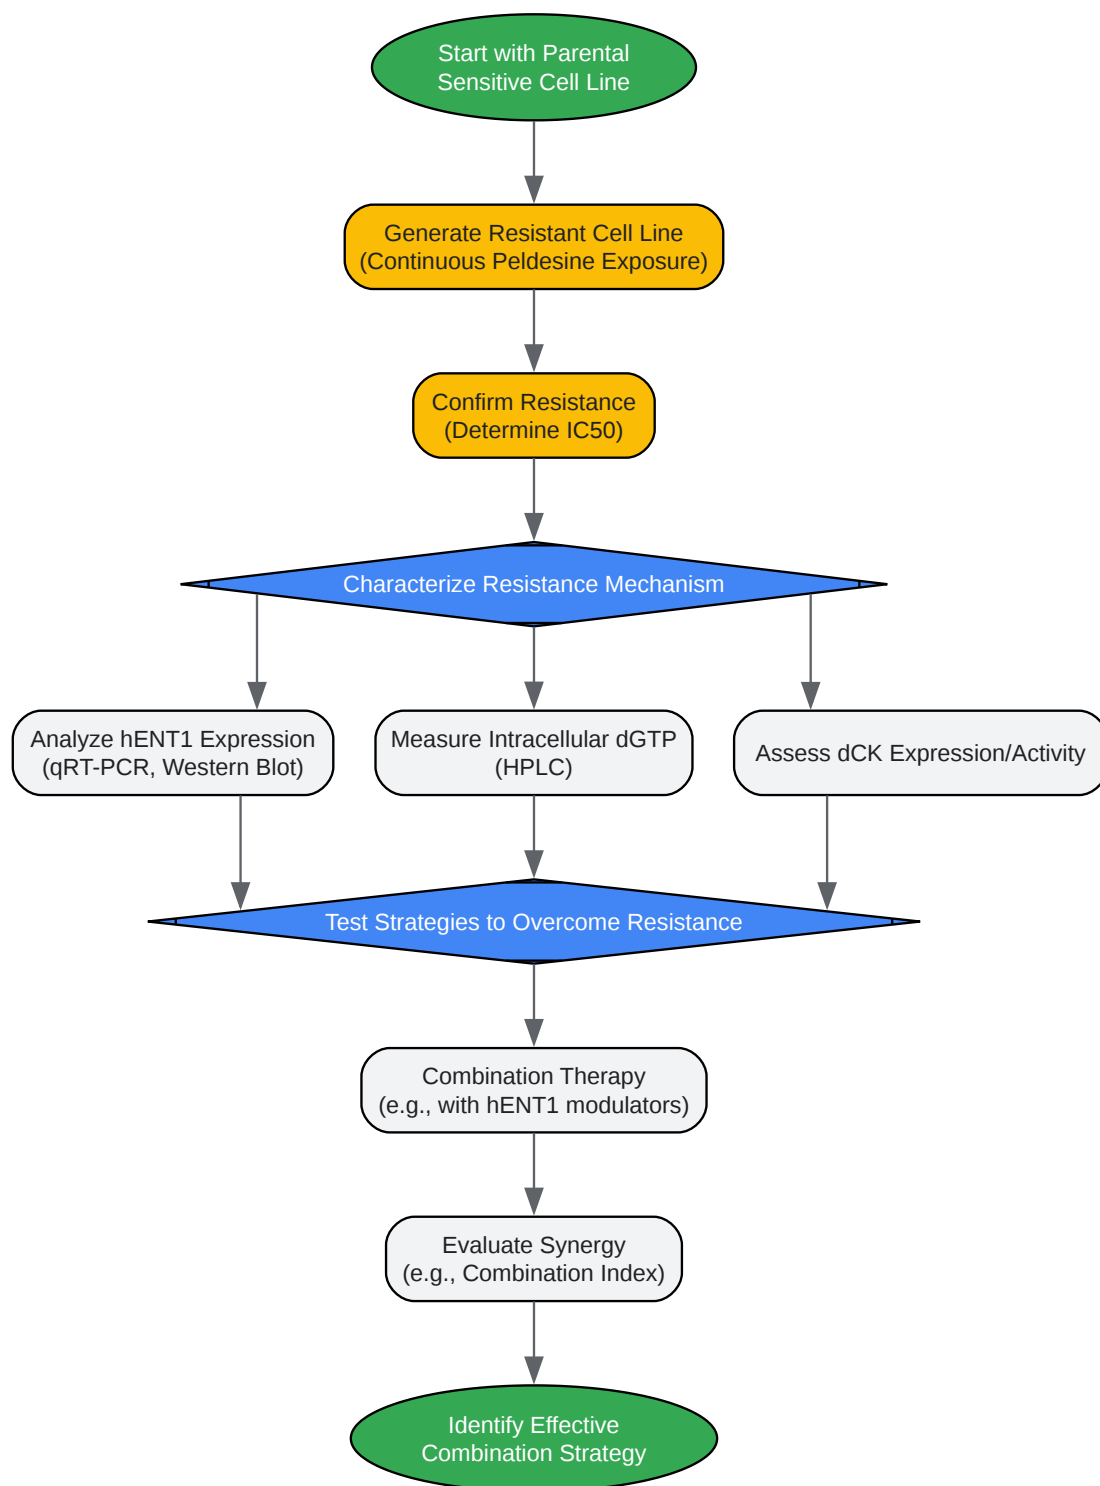 Start with Parental
Sensitive Cell Line
Generate Resistant Cell Line
(Continuous Peldesine Exposure)
Confirm Resistance
(Determine IC50)
Characterize Resistance Mechanism
Analyze hENT1 Expression
(qRT-PCR, Western Blot)
Measure Intracellular dGTP
(HPLC)
Assess dCK Expression/Activity
Test Strategies to Overcome Resistance
Combination Therapy
(e.g., with hENT1 modulators)
Evaluate Synergy
(e.g., Combination Index)
Identify Effective
Combination Strategy